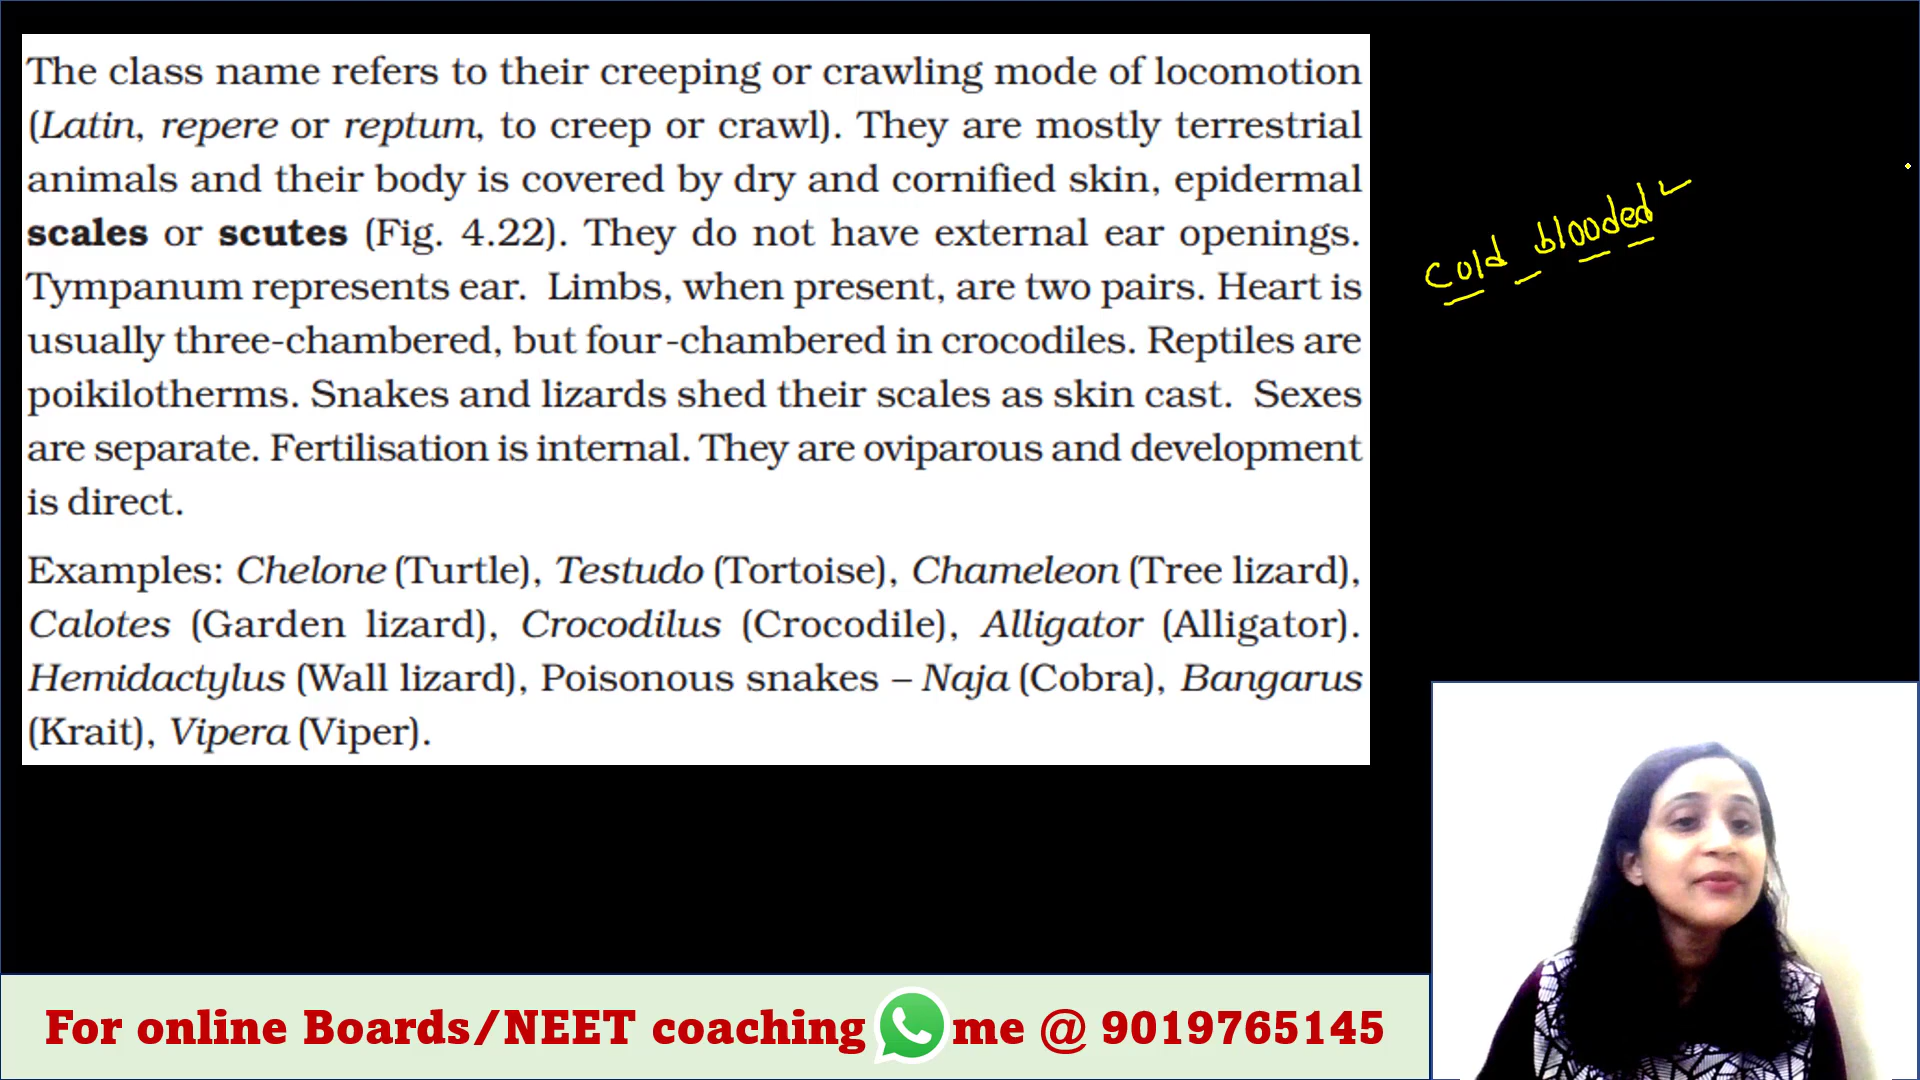 The class name refers to their creeping or crawling mode of locomotion
(Latin, repere or reptum, to creep or crawl). They are mostly terrestrial
animals and their body is covered by dry and cornified skin, epidermal
scales or scutes (Fig. 4.22). They do not have external ear openings.
Tympanum represents ear. Limbs, when present, are two pairs. Heart is
usually three-chambered, but four-chambered in crocodiles. Reptiles are
poikilotherms. Snakes and lizards shed their scales as skin cast. Sexes
are separate. Fertilisation is internal. They are oviparous and development
is direct.
Examples: Chelone (Turtle), Testudo (Tortoise), Chameleon (Tree lizard),
Calotes (Garden lizard), Crocodilus (Crocodile), Alligator (Alligator).
Hemidactylus (Wall lizard), Poisonous snakes – Naja (Cobra), Bangarus
(Krait), Vipera (Viper).
Cold blooded
For online Boards/NEET coaching me @ 9019765145